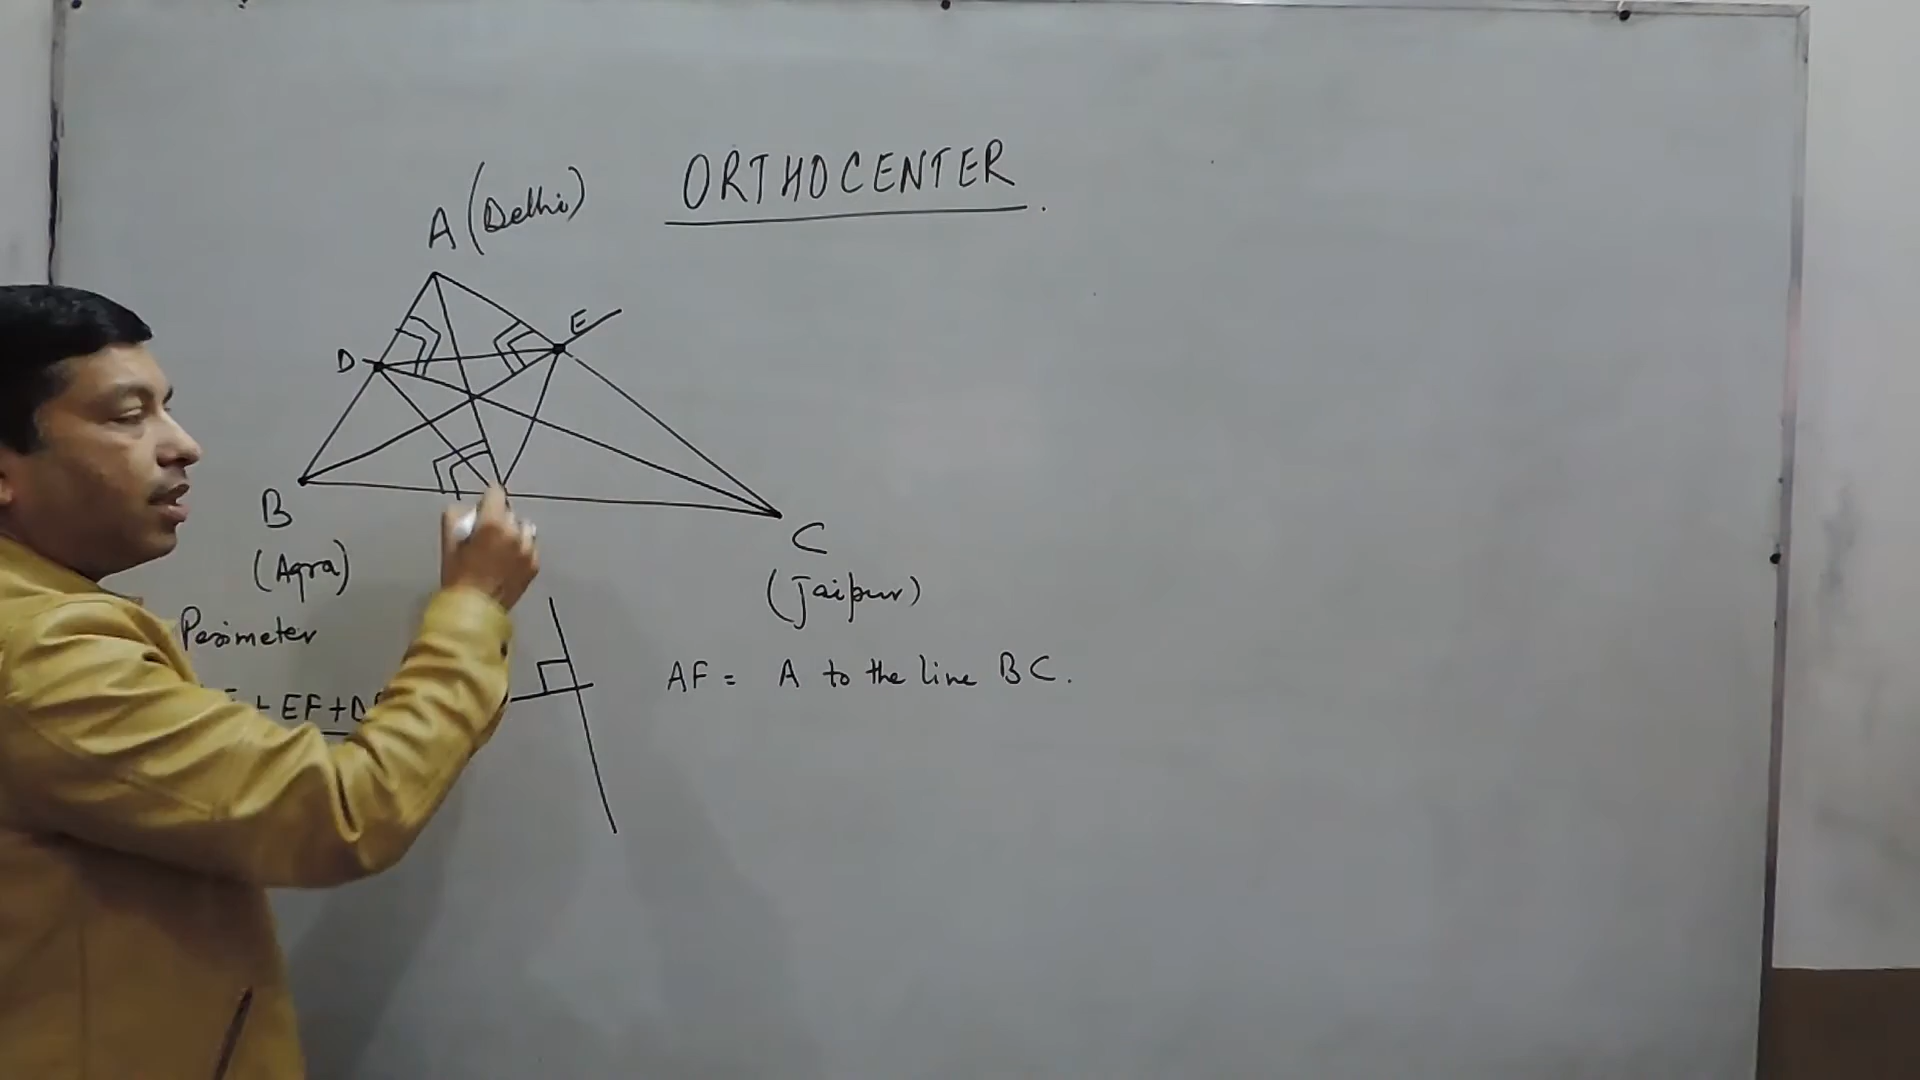 ORTHOCENTER.
A (Delhi)
D
E
B
(Agra)
C
(Jaipur)
Perimeter
+ EF + D
AF = A to the line BC.